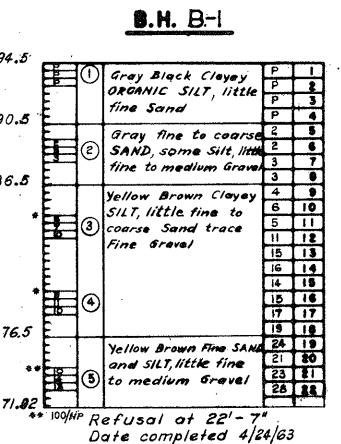 B.H. B-1
94.5
1 Gray Black Clayey
ORGANIC SILT, little
fine Sand
P 1
P 2
P 3
P 4
90.5
2 Gray fine to coarse
SAND, some Silt, little
fine to medium Gravel
2 5
2 6
3 7
3 8
86.5
3 Yellow Brown Clayey
SILT, little fine to
coarse Sand trace
Fine Gravel
4 9
6 10
5 11
11 12
15 13
16 14
14 15
15 16
17 17
19 18
*
*
4
76.5
Yellow Brown Fine SAND
and SILT, little fine
5 to medium Gravel
24 19
21 20
23 21
28 22
**
71.92
** 100/NP Refusal at 22'-7"
Date completed 4/24/63